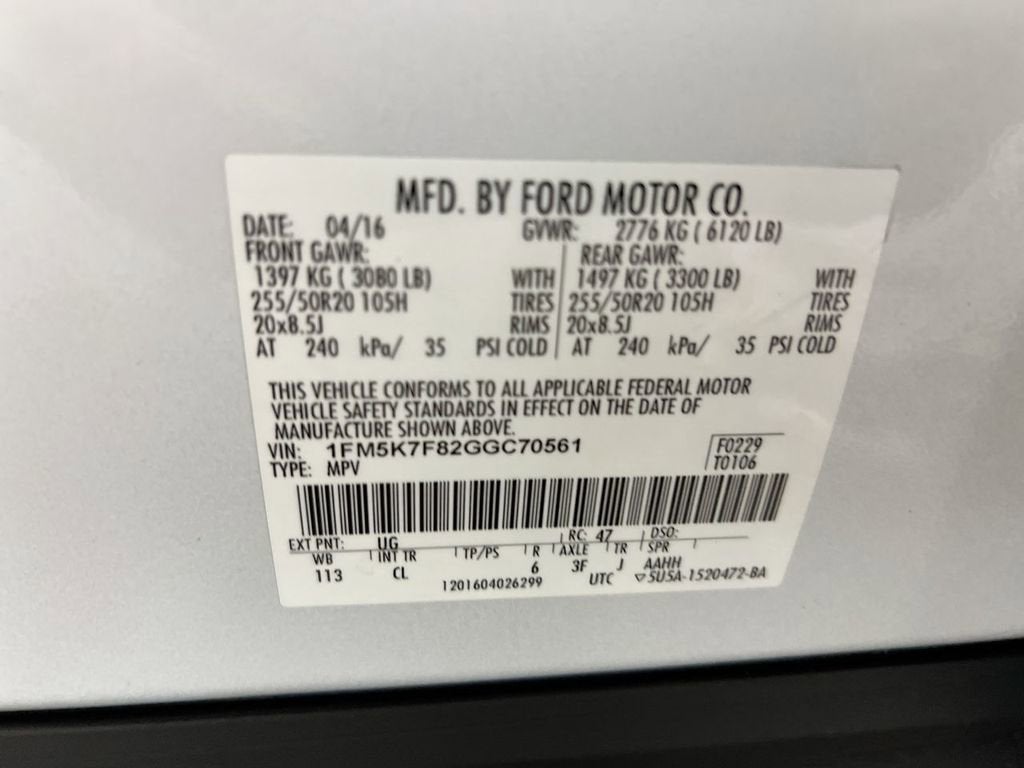 MFD. BY FORD MOTOR CO.
DATE: 04/16 GVWR: 2776 KG ( 6120 LB)
FRONT GAWR: REAR GAWR:
1397 KG ( 3080 LB) WITH 1497 KG ( 3300 LB) WITH
255/50R20 105H TIRES 255/50R20 105H TIRES
20x8.5J RIMS 20x8.5J RIMS
AT 240 kPa/ 35 PSI COLD AT 240 kPa/ 35 PSI COLD
THIS VEHICLE CONFORMS TO ALL APPLICABLE FEDERAL MOTOR
VEHICLE SAFETY STANDARDS IN EFFECT ON THE DATE OF
MANUFACTURE SHOWN ABOVE.
VIN: 1FM5K7F82GGC70561 F0229
TYPE: MPV T0106
EXT PNT: UG RC: 47 DSO:
WB INT TR TP/PS R AXLE TR SPR
113 CL 6 3F J AAHH
1201604026299 UTC ▽5U5A-1520472-BA